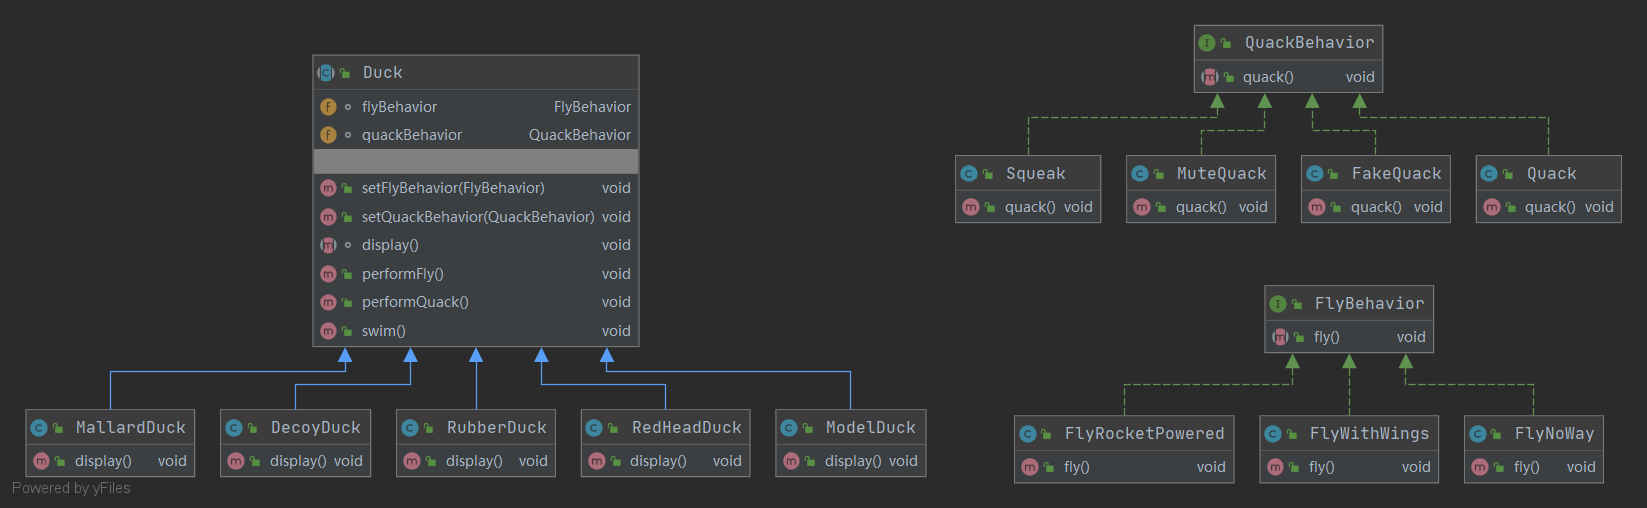 Duck
flyBehavior FlyBehavior
quackBehavior QuackBehavior
setFlyBehavior(FlyBehavior) void
setQuackBehavior(QuackBehavior) void
display() void
performFly() void
performQuack() void
swim() void
MallardDuck
display() void
DecoyDuck
display() void
RubberDuck
display() void
RedHeadDuck
display() void
ModelDuck
display() void
QuackBehavior
quack() void
Squeak
quack() void
MuteQuack
quack() void
FakeQuack
quack() void
Quack
quack() void
FlyBehavior
fly() void
FlyRocketPowered
fly() void
FlyWithWings
fly() void
FlyNoWay
fly() void
Powered by yFiles